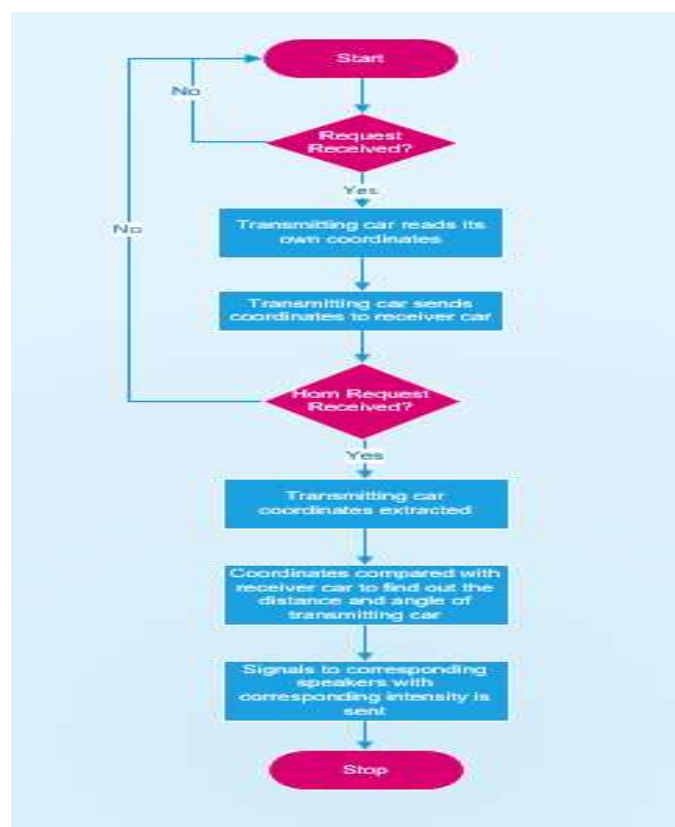 Start
No
Request
Received?
Yes
Transmitting car reads its
own coordinates
No
Transmitting car sends
coordinates to receiver car
Horn Request
Received?
Yes
Transmitting car
coordinates extracted
Coordinates compared with
receiver car to find out the
distance and angle of
transmitting car
Signals to corresponding
speakers with
corresponding intensity is
sent
Stop